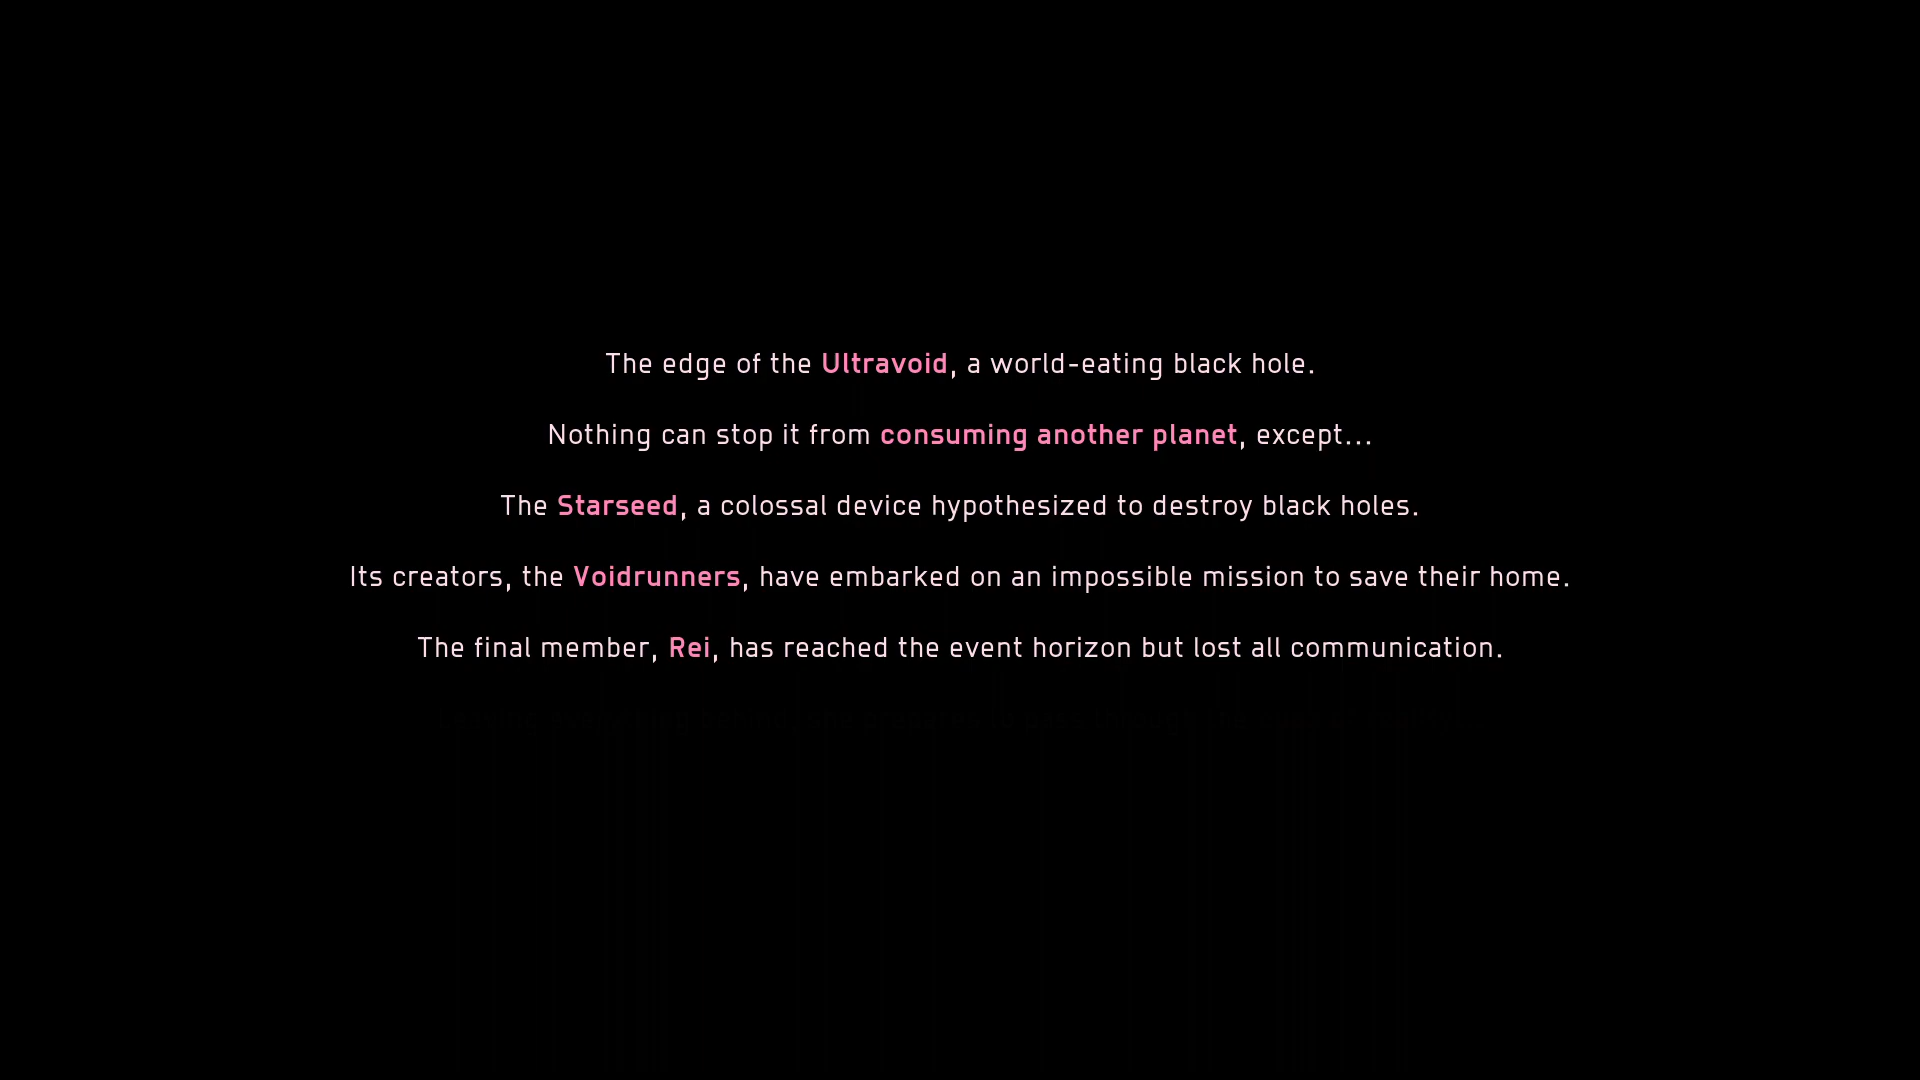 The edge of the Ultravoid, a world-eating black hole.
Nothing can stop it from consuming another planet, except...
The Starseed, a colossal device hypothesized to destroy black holes.
Its creators, the Voidrunners, have embarked on an impossible mission to save their home.
The final member, Rei, has reached the event horizon but lost all communication.